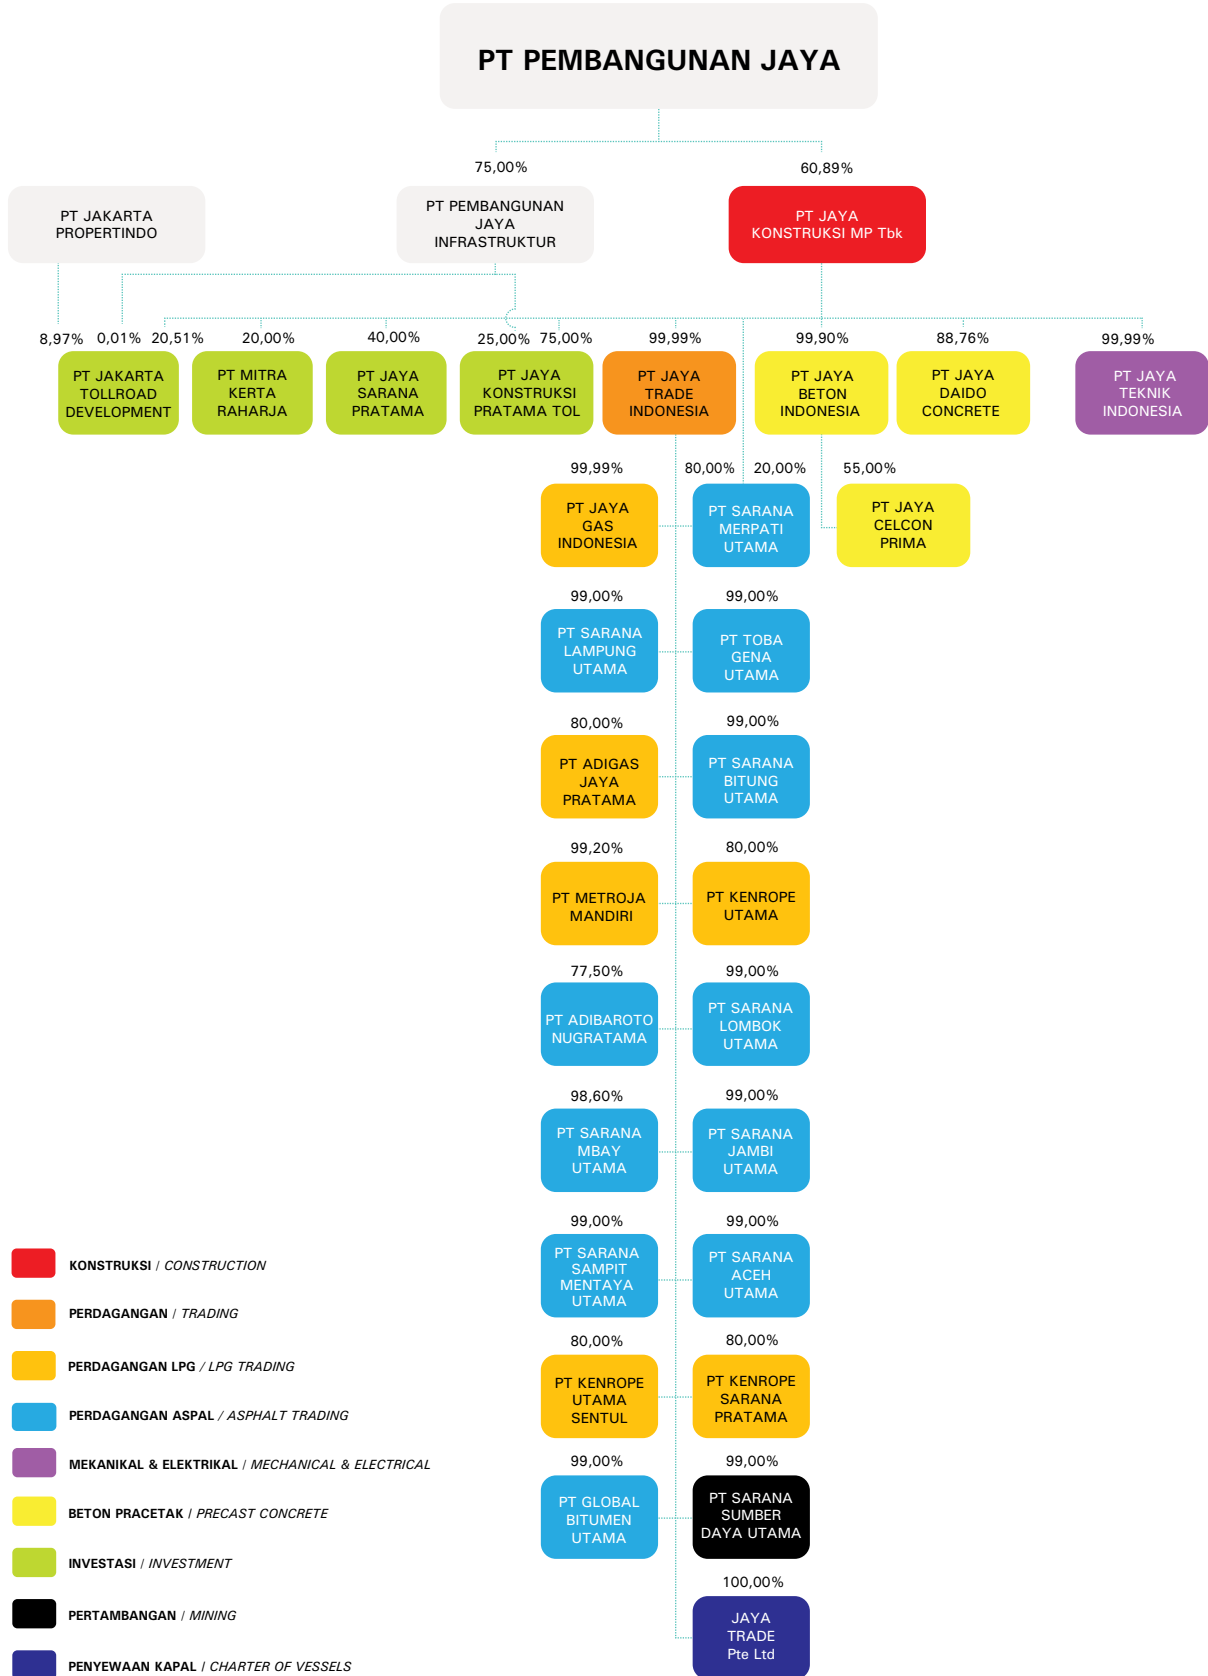 PT PEMBANGUNAN JAYA
75,00%
60,89%
PT JAKARTA
PROPERTINDO
PT PEMBANGUNAN
JAYA
INFRASTRUKTUR
PT JAYA
KONSTRUKSI MP Tbk
8,97%
0,01%
20,51%
20,00%
40,00%
25,00%
75,00%
99,99%
99,90%
88,76%
99,99%
PT JAKARTA
TOLLROAD
DEVELOPMENT
PT MITRA
KERTA
RAHARJA
PT JAYA
SARANA
PRATAMA
PT JAYA
KONSTRUKSI
PRATAMA TOL
PT JAYA
TRADE
INDONESIA
PT JAYA
BETON
INDONESIA
PT JAYA
DAIDO
CONCRETE
PT JAYA
TEKNIK
INDONESIA
99,99%
80,00%
20,00%
55,00%
PT JAYA
GAS
INDONESIA
PT SARANA
MERPATI
UTAMA
PT JAYA
CELCON
PRIMA
99,00%
99,00%
PT SARANA
LAMPUNG
UTAMA
PT TOBA
GENA
UTAMA
80,00%
99,00%
PT ADIGAS
JAYA
PRATAMA
PT SARANA
BITUNG
UTAMA
99,20%
80,00%
PT METROJA
MANDIRI
PT KENROPE
UTAMA
77,50%
99,00%
PT ADIBAROTO
NUGRATAMA
PT SARANA
LOMBOK
UTAMA
98,60%
99,00%
PT SARANA
MBAY
UTAMA
PT SARANA
JAMBI
UTAMA
99,00%
99,00%
PT SARANA
SAMPIT
MENTAYA
UTAMA
PT SARANA
ACEH
UTAMA
80,00%
80,00%
PT KENROPE
UTAMA
SENTUL
PT KENROPE
SARANA
PRATAMA
99,00%
99,00%
PT GLOBAL
BITUMEN
UTAMA
PT SARANA
SUMBER
DAYA UTAMA
100,00%
JAYA
TRADE
Pte Ltd
KONSTRUKSI / CONSTRUCTION
PERDAGANGAN / TRADING
PERDAGANGAN LPG / LPG TRADING
PERDAGANGAN ASPAL / ASPHALT TRADING
MEKANIKAL & ELEKTRIKAL / MECHANICAL & ELECTRICAL
BETON PRACETAK / PRECAST CONCRETE
INVESTASI / INVESTMENT
PERTAMBANGAN / MINING
PENYEWAAN KAPAL / CHARTER OF VESSELS